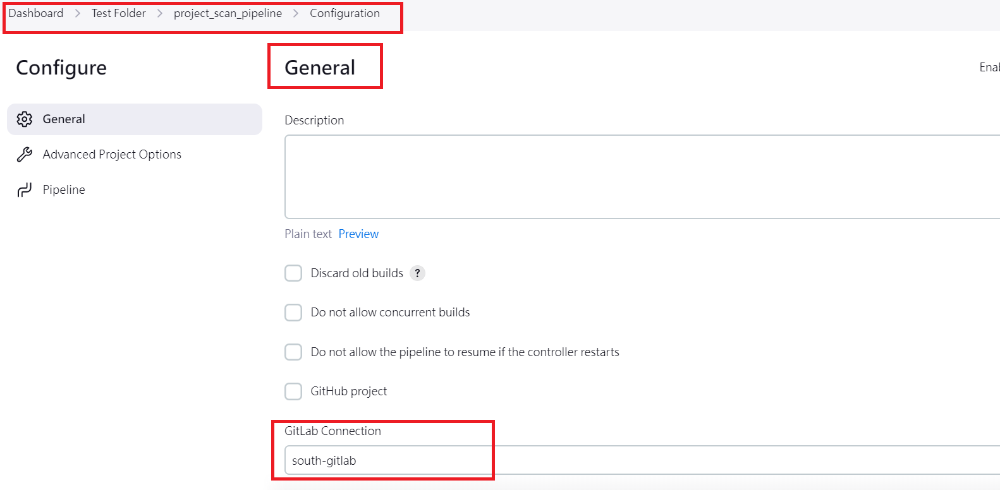 Dashboard > Test Folder > project_scan_pipeline > Configuration
Configure
General
Advanced Project Options
Pipeline
General
Enab
Description
Plain text Preview
Discard old builds ?
Do not allow concurrent builds
Do not allow the pipeline to resume if the controller restarts
GitHub project
GitLab Connection
south-gitlab